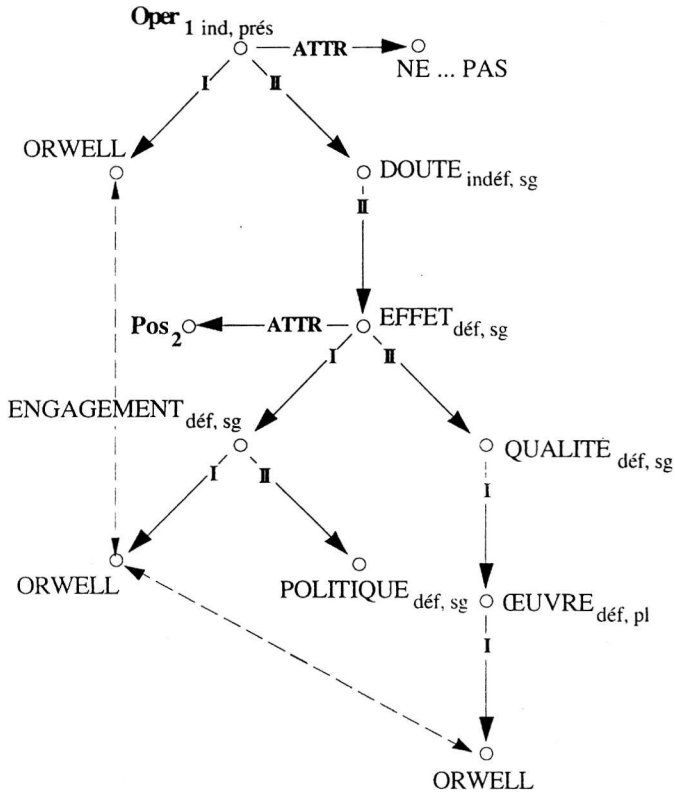 Oper 1 ind, prés
ATTR
NE ... PAS
I
II
ORWELL
DOUTE indéf, sg
II
Pos 2
ATTR
EFFET déf, sg
I
II
ENGAGEMENT déf, sg
QUALITÉ déf, sg
I
II
I
ORWELL
POLITIQUE déf, sg
ŒUVRE déf, pl
I
ORWELL